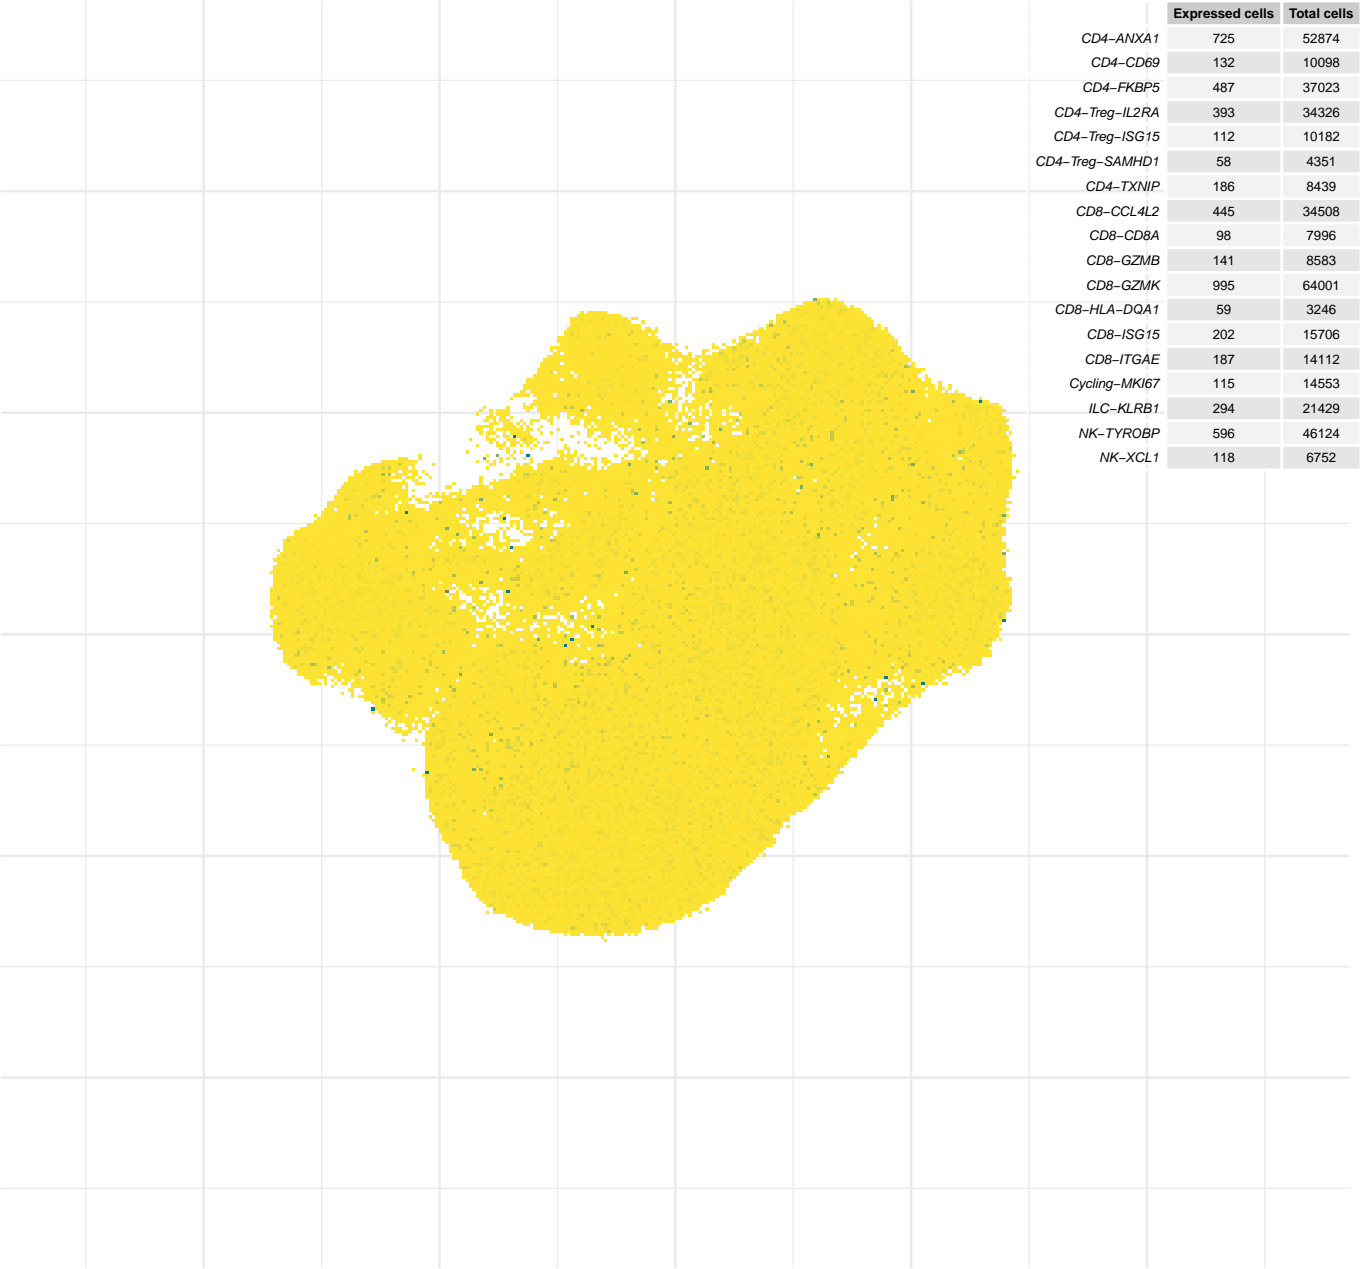 Expressed cells Total cells
CD4−ANXA1 725 52874
CD4−CD69 132 10098
CD4−FKBP5 487 37023
CD4−Treg−IL2RA 393 34326
CD4−Treg−ISG15 112 10182
CD4−Treg−SAMHD1 58 4351
CD4−TXNIP 186 8439
CD8−CCL4L2 445 34508
CD8−CD8A 98 7996
CD8−GZMB 141 8583
CD8−GZMK 995 64001
CD8−HLA−DQA1 59 3246
CD8−ISG15 202 15706
CD8−ITGAE 187 14112
Cycling−MKI67 115 14553
ILC−KLRB1 294 21429
NK−TYROBP 596 46124
NK−XCL1 118 6752